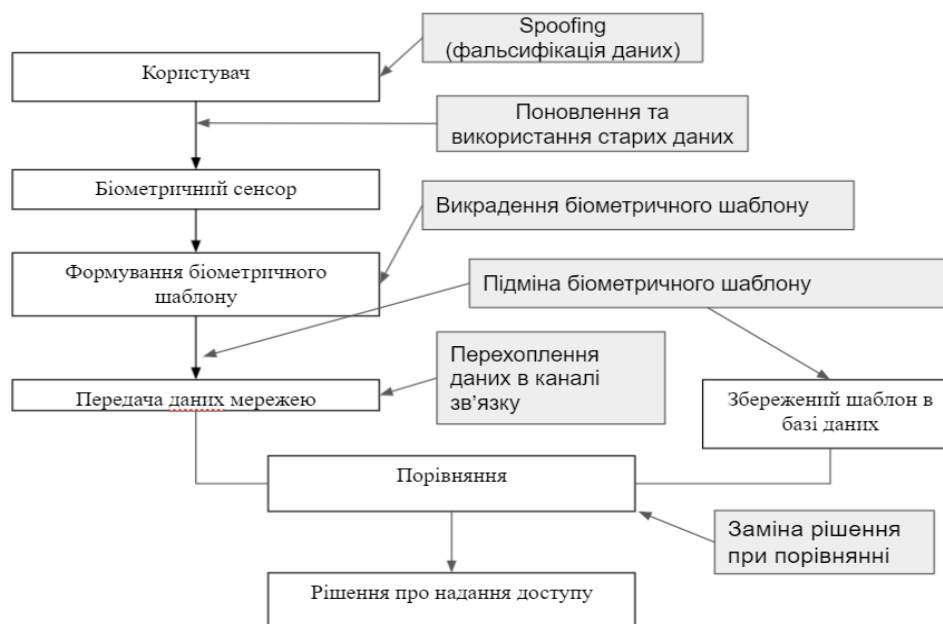 Spoofing
(фальсифікація даних)
Користувач
Поновлення та
використання старих даних
Біометричний сенсор
Викрадення біометричного шаблону
Формування біометричного
шаблону
Підміна біометричного шаблону
Перехоплення
даних в каналі
зв’язку
Передача даних мережею
Збережений шаблон в
базі даних
Порівняння
Заміна рішення
при порівнянні
Рішення про надання доступу